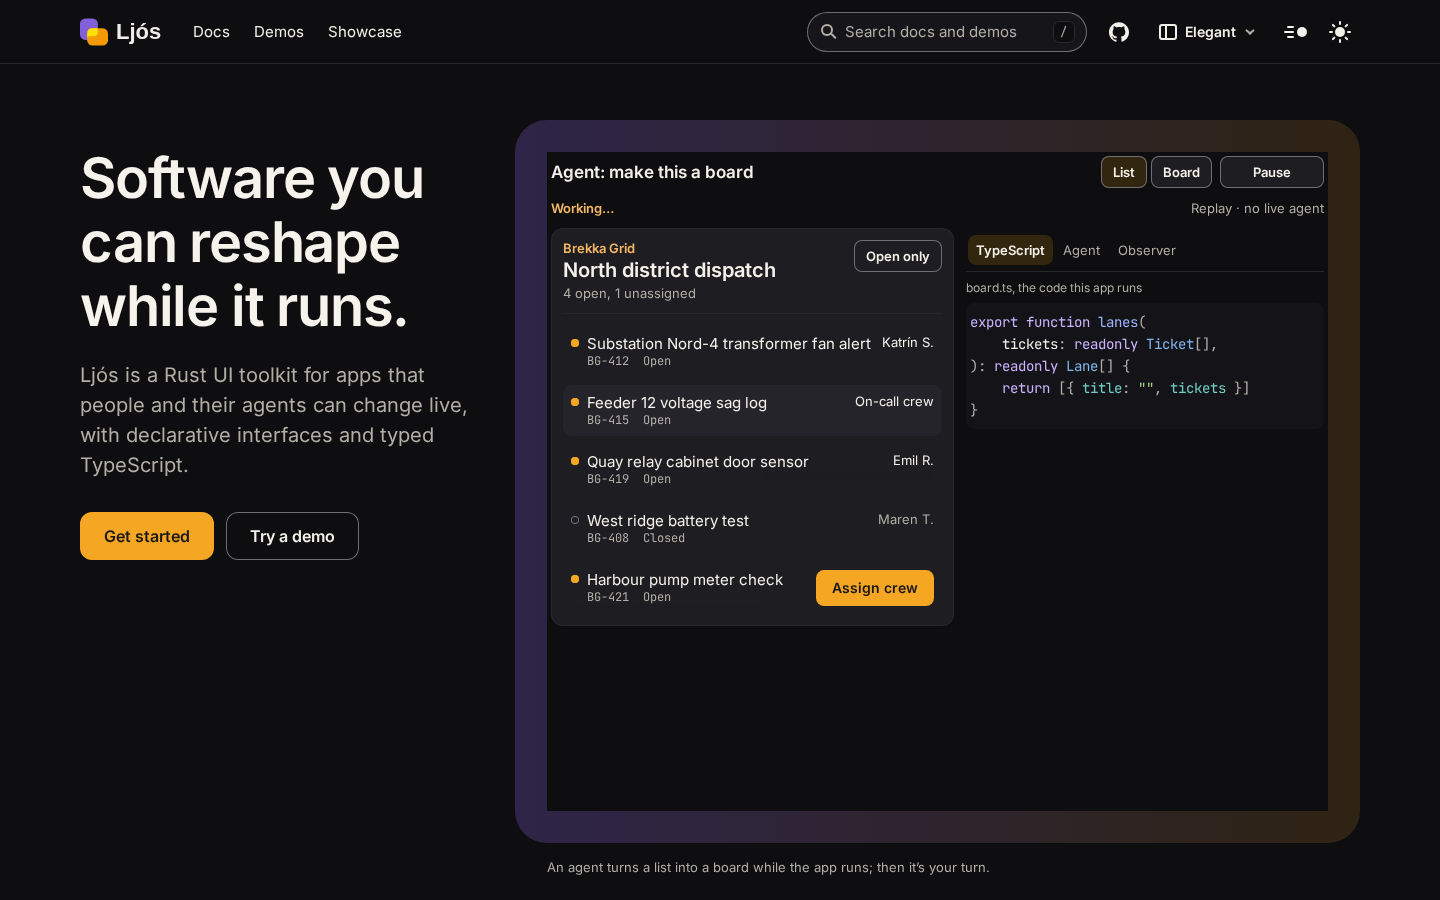 Ljós
Docs
Demos
Showcase
Search docs and demos
/
Elegant
Software you
can reshape
while it runs.
Ljós is a Rust UI toolkit for apps that
people and their agents can change live,
with declarative interfaces and typed
TypeScript.
Get started
Try a demo
Agent: make this a board
List
Board
Pause
Working...
Replay · no live agent
Brekka Grid
North district dispatch
4 open, 1 unassigned
Open only
Substation Nord-4 transformer fan alert
Katrín S.
BG-412 Open
Feeder 12 voltage sag log
On-call crew
BG-415 Open
Quay relay cabinet door sensor
Emil R.
BG-419 Open
West ridge battery test
Maren T.
BG-408 Closed
Harbour pump meter check
BG-421 Open
Assign crew
TypeScript
Agent
Observer
board.ts, the code this app runs
export function lanes(
    tickets: readonly Ticket[],
): readonly Lane[] {
    return [{ title: "", tickets }]
}
An agent turns a list into a board while the app runs; then it’s your turn.